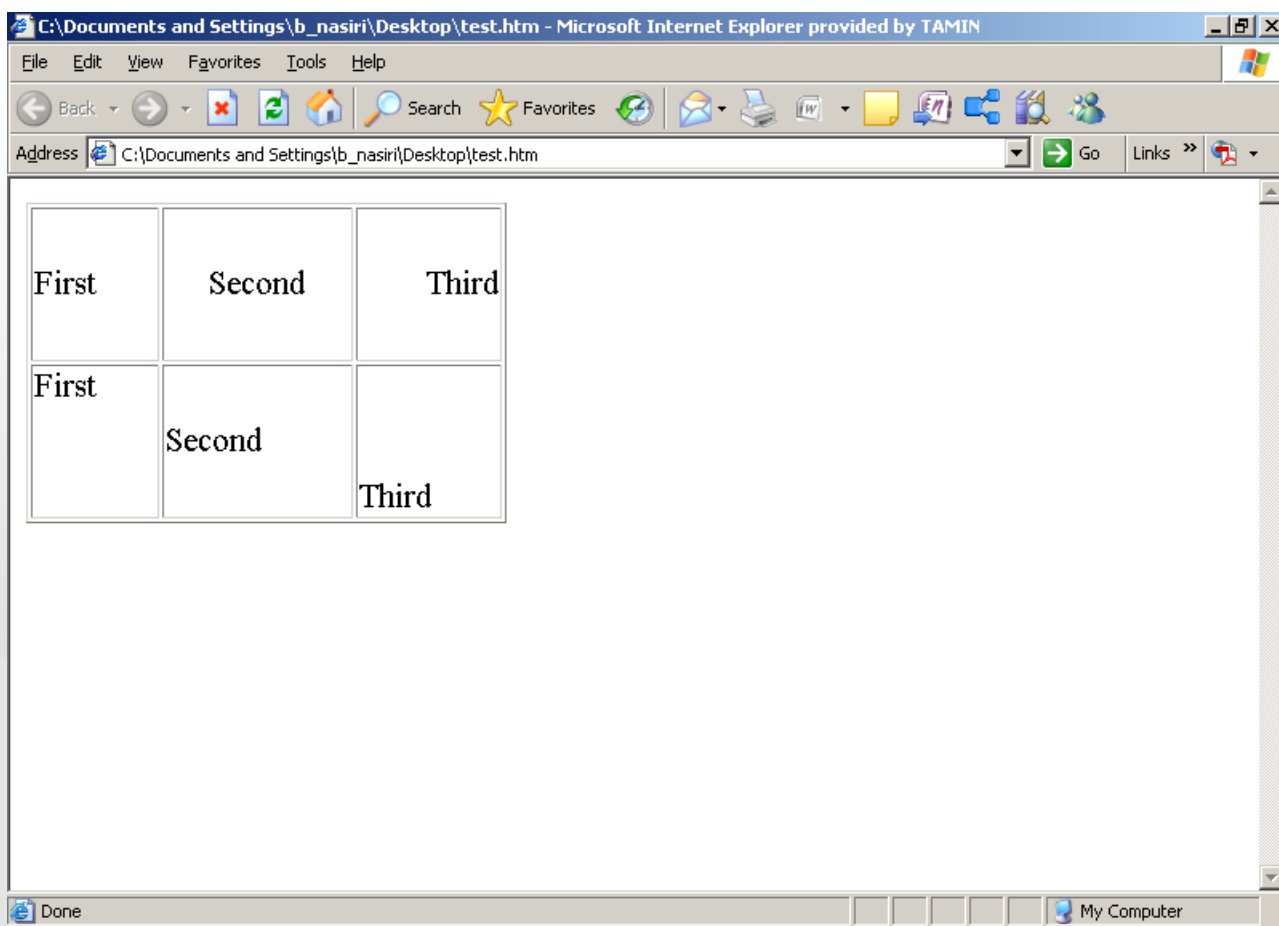 C:\Documents and Settings\b_nasiri\Desktop\test.htm - Microsoft Internet Explorer provided by TAMIN
File Edit View Favorites Tools Help
Back Search Favorites
Address C:\Documents and Settings\b_nasiri\Desktop\test.htm Go Links »
First Second Third
First
Second
Third
Done My Computer